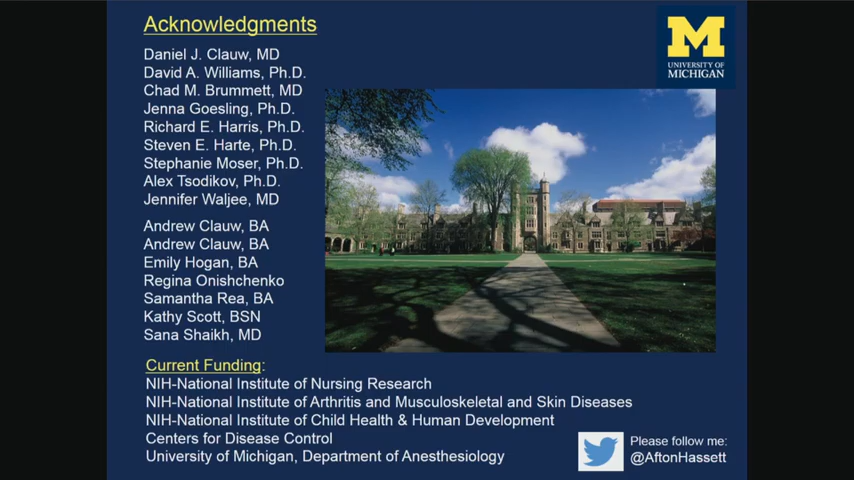 Acknowledgments
Daniel J. Clauw, MD
David A. Williams, Ph.D.
Chad M. Brummett, MD
Jenna Goesling, Ph.D.
Richard E. Harris, Ph.D.
Steven E. Harte, Ph.D.
Stephanie Moser, Ph.D.
Alex Tsodikov, Ph.D.
Jennifer Waljee, MD
Andrew Clauw, BA
Andrew Clauw, BA
Emily Hogan, BA
Regina Onishchenko
Samantha Rea, BA
Kathy Scott, BSN
Sana Shaikh, MD
M
UNIVERSITY OF
MICHIGAN
Current Funding:
NIH-National Institute of Nursing Research
NIH-National Institute of Arthritis and Musculoskeletal and Skin Diseases
NIH-National Institute of Child Health & Human Development
Centers for Disease Control
University of Michigan, Department of Anesthesiology
Please follow me:
@AftonHassett